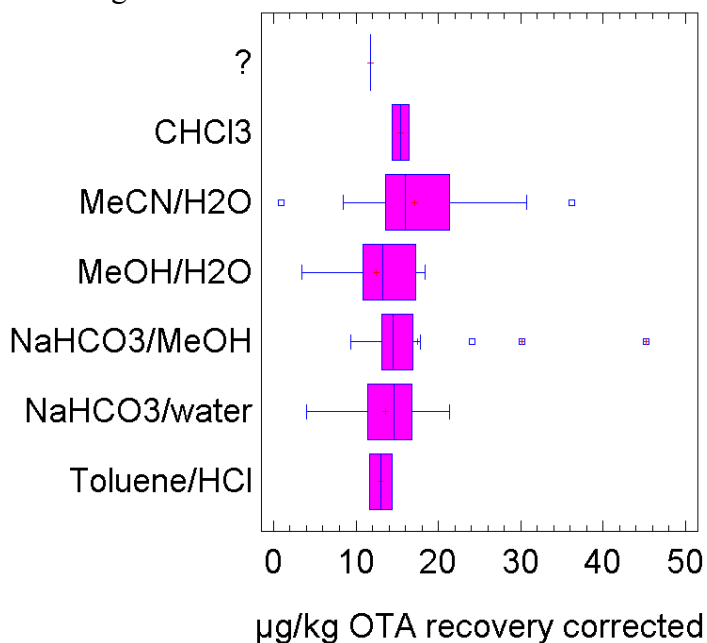 ?
CHCl3
MeCN/H2O
MeOH/H2O
NaHCO3/MeOH
NaHCO3/water
Toluene/HCl
0 10 20 30 40 50
µg/kg OTA recovery corrected